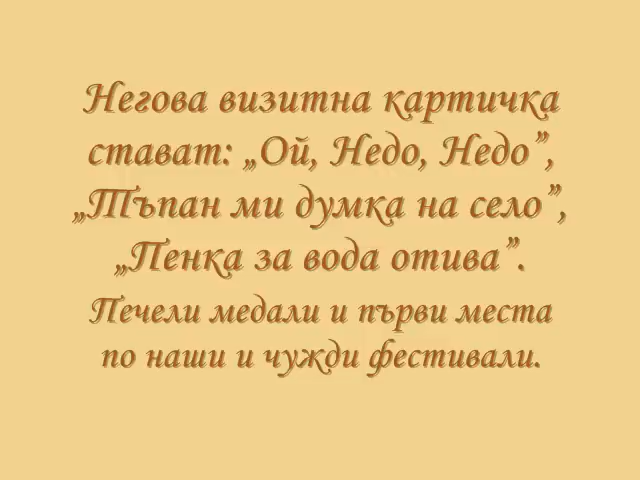 Негова визитна картичка
стават: „Ой, Недо, Недо”,
„Тъпан ми думка на село”,
„Пенка за вода отива”.
Печели медали и първи места
по наши и чужди фестивали.